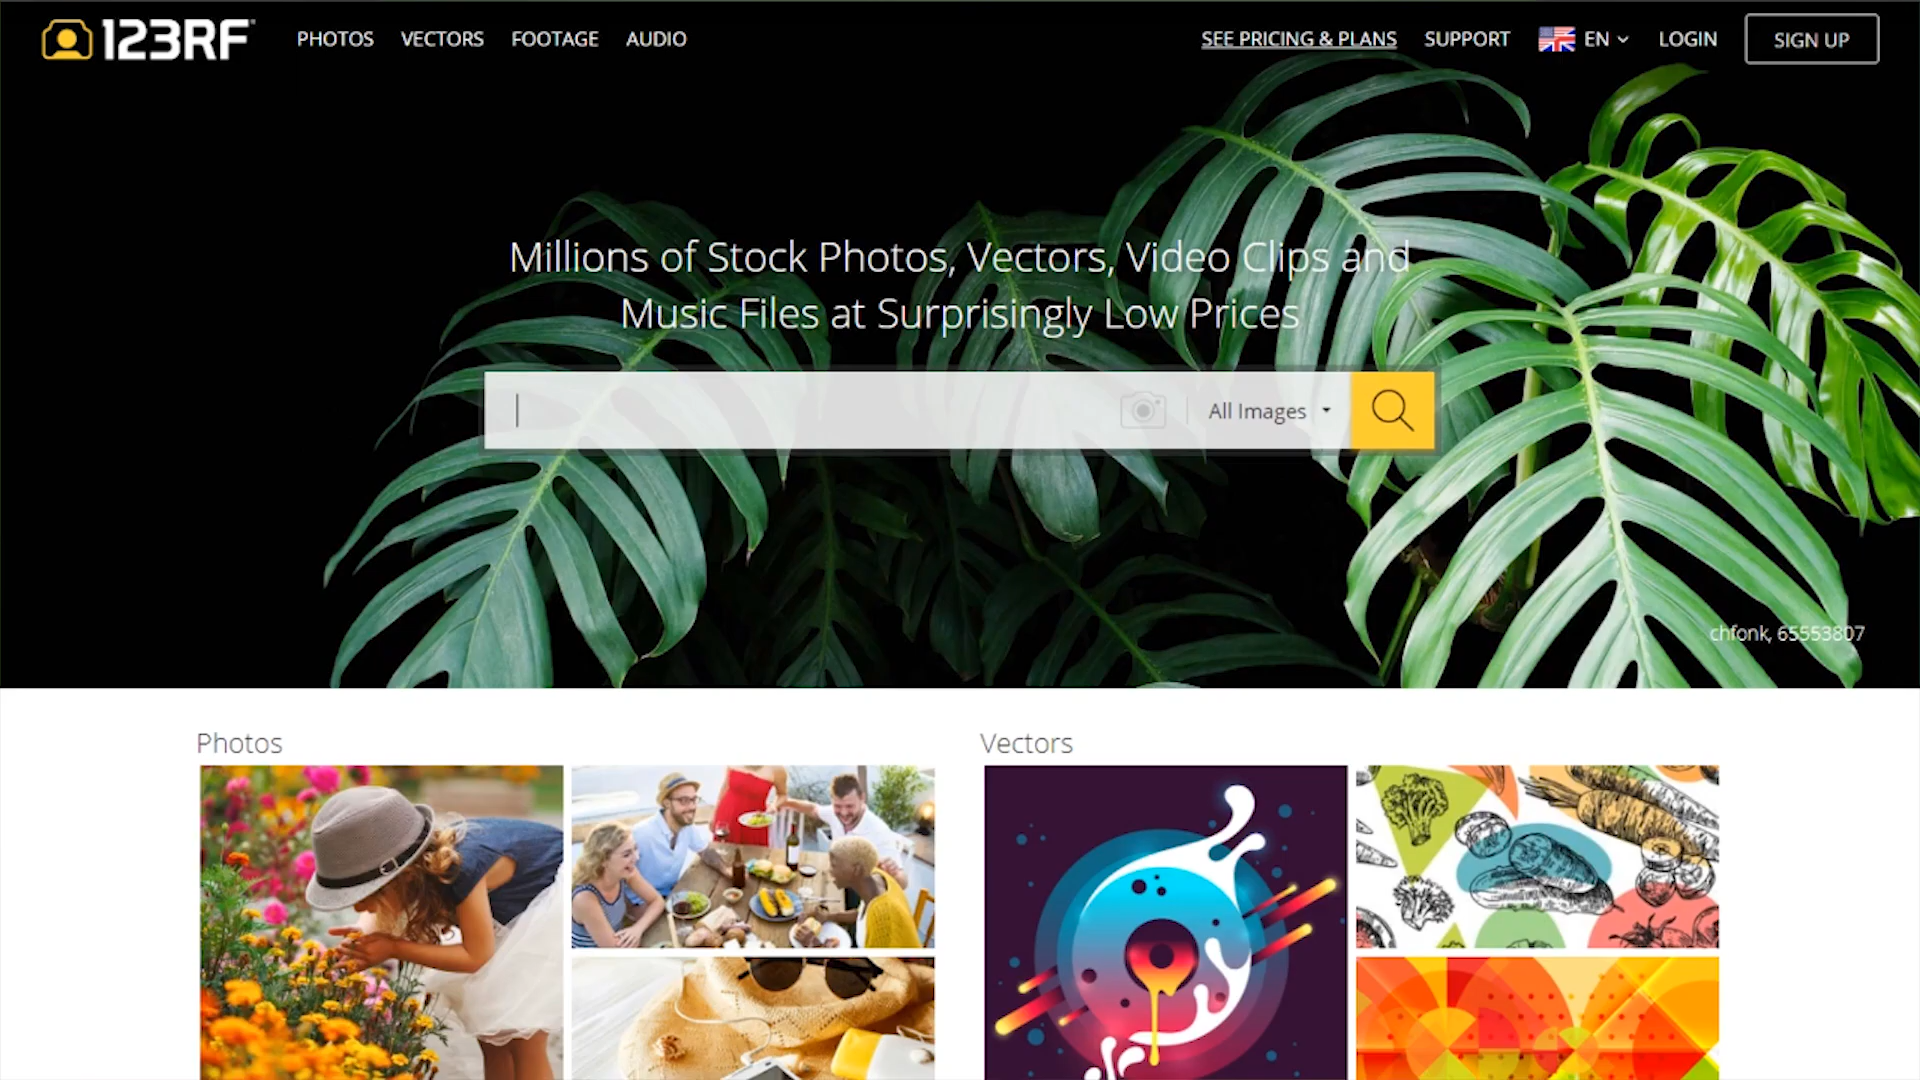 123RF PHOTOS VECTORS FOOTAGE AUDIO SEE PRICING & PLANS SUPPORT EN LOGIN SIGN UP
Millions of Stock Photos, Vectors, Video Clips and
Music Files at Surprisingly Low Prices
All Images
chfonk, 65553807
Photos
Vectors